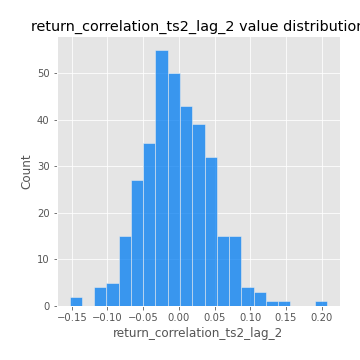 return_correlation_ts2_lag_2 value distribution
Count
50
40
30
20
10
0
−0.15 −0.10 −0.05 0.00 0.05 0.10 0.15 0.20
return_correlation_ts2_lag_2